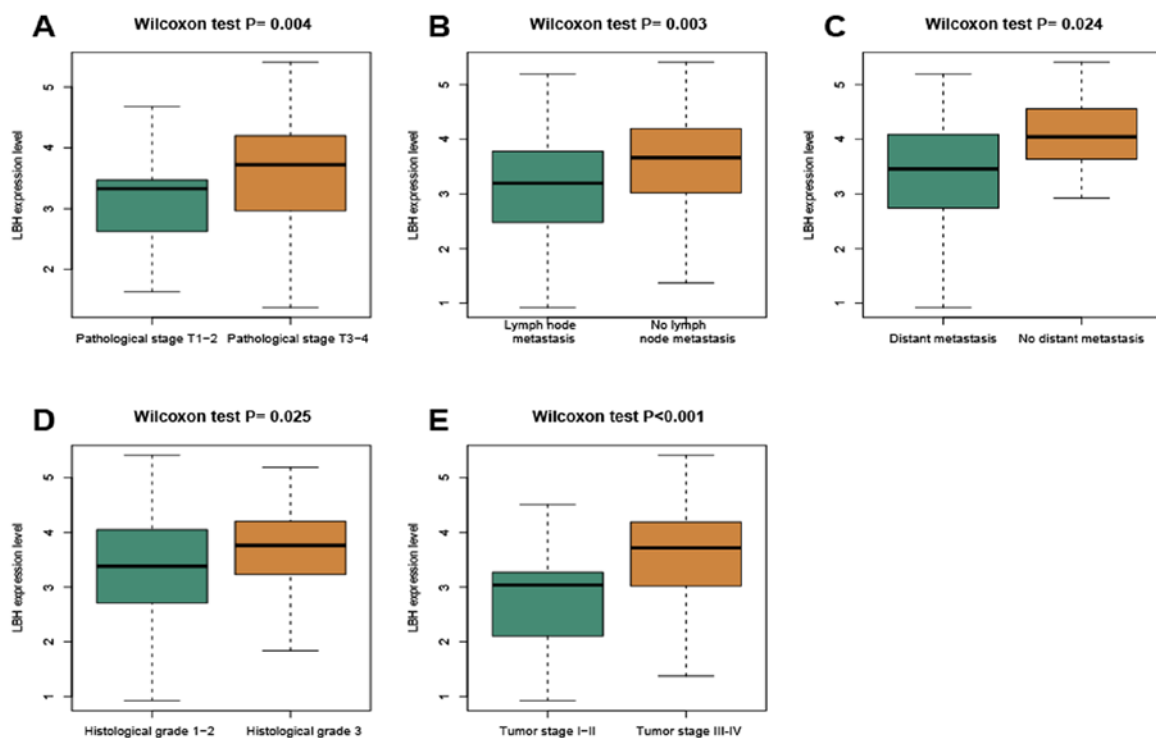 A
Wilcoxon test P= 0.004
LBH expression level
5
4
3
2
Pathological stage T1−2
Pathological stage T3−4
B
Wilcoxon test P= 0.003
LBH expression level
5
4
3
2
1
Lymph node
metastasis
No lymph
node metastasis
C
Wilcoxon test P= 0.024
LBH expression level
5
4
3
2
1
Distant metastasis
No distant metastasis
D
Wilcoxon test P= 0.025
LBH expression level
5
4
3
2
1
Histological grade 1−2
Histological grade 3
E
Wilcoxon test P<0.001
LBH expression level
5
4
3
2
1
Tumor stage I−II
Tumor stage III-IV